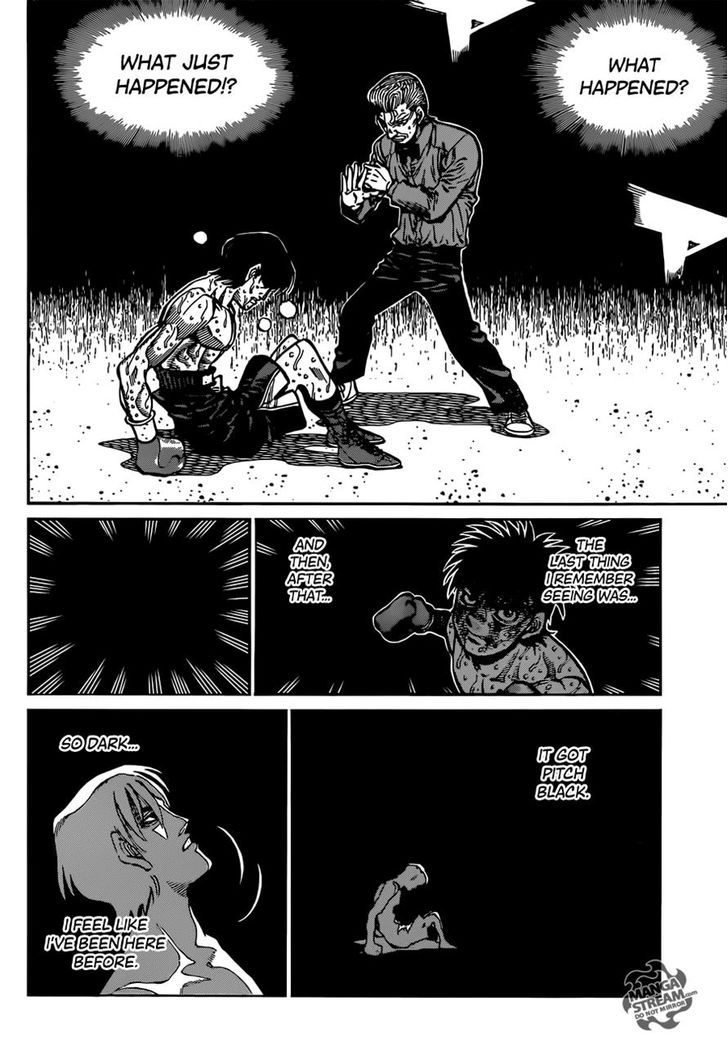 WHAT
HAPPENED?
WHAT JUST
HAPPENED!?
THE
LAST THING
I REMEMBER
SEEING WAS...
AND
THEN,
AFTER
THAT...
IT GOT
PITCH
BLACK.
SO DARK...
I FEEL LIKE
I'VE BEEN HERE
BEFORE.
MANGA
STREAM.com
DO NOT MIRROR